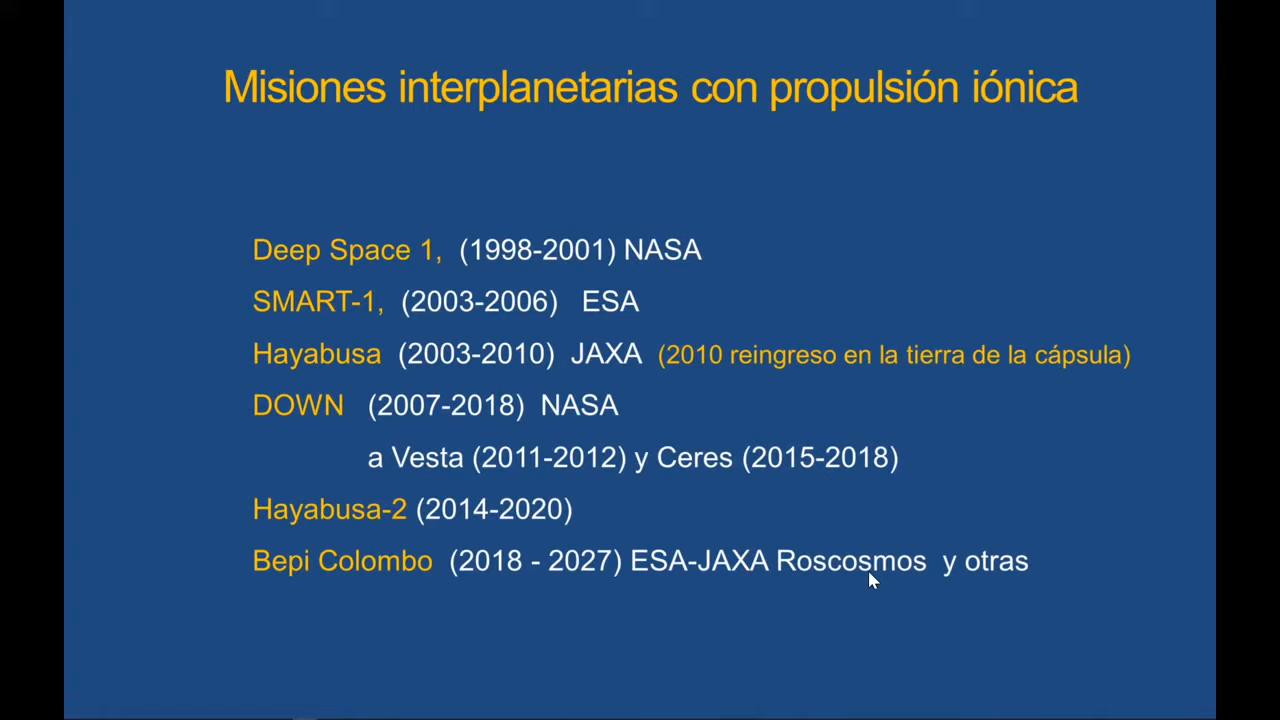 Misiones interplanetarias con propulsión iónica
Deep Space 1, (1998-2001) NASA
SMART-1, (2003-2006) ESA
Hayabusa (2003-2010) JAXA (2010 reingreso en la tierra de la cápsula)
DOWN (2007-2018) NASA
a Vesta (2011-2012) y Ceres (2015-2018)
Hayabusa-2 (2014-2020)
Bepi Colombo (2018 - 2027) ESA-JAXA Roscosmos y otras